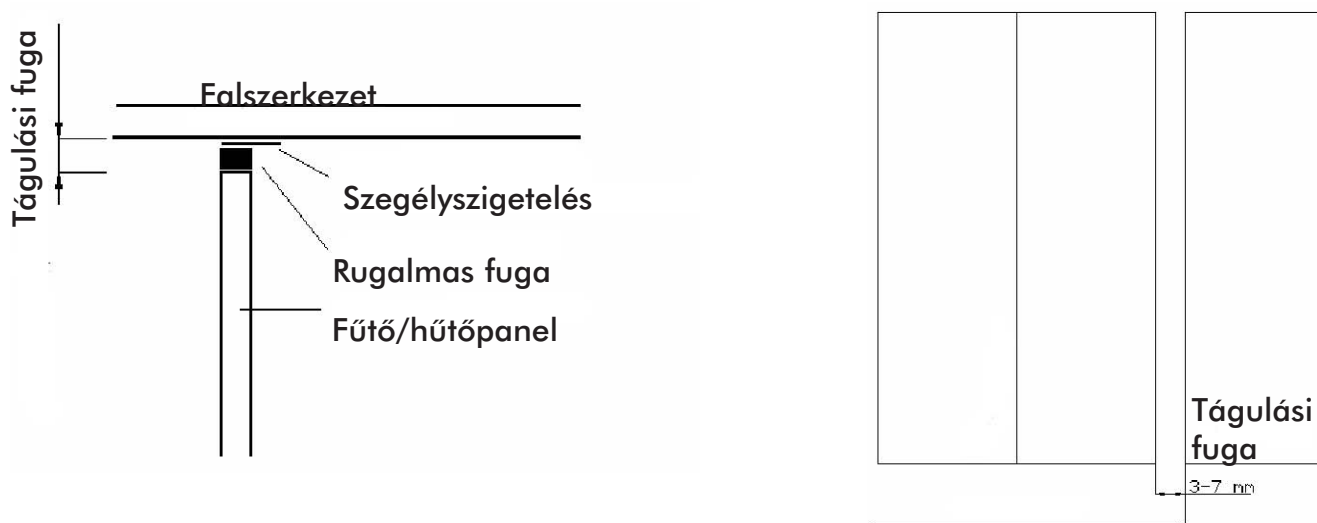 Tágulási fuga
Falszerkezet
Szegélyszigetelés
Rugalmas fuga
Fűtő/hűtőpanel
Tágulási
fuga
3-7 mm